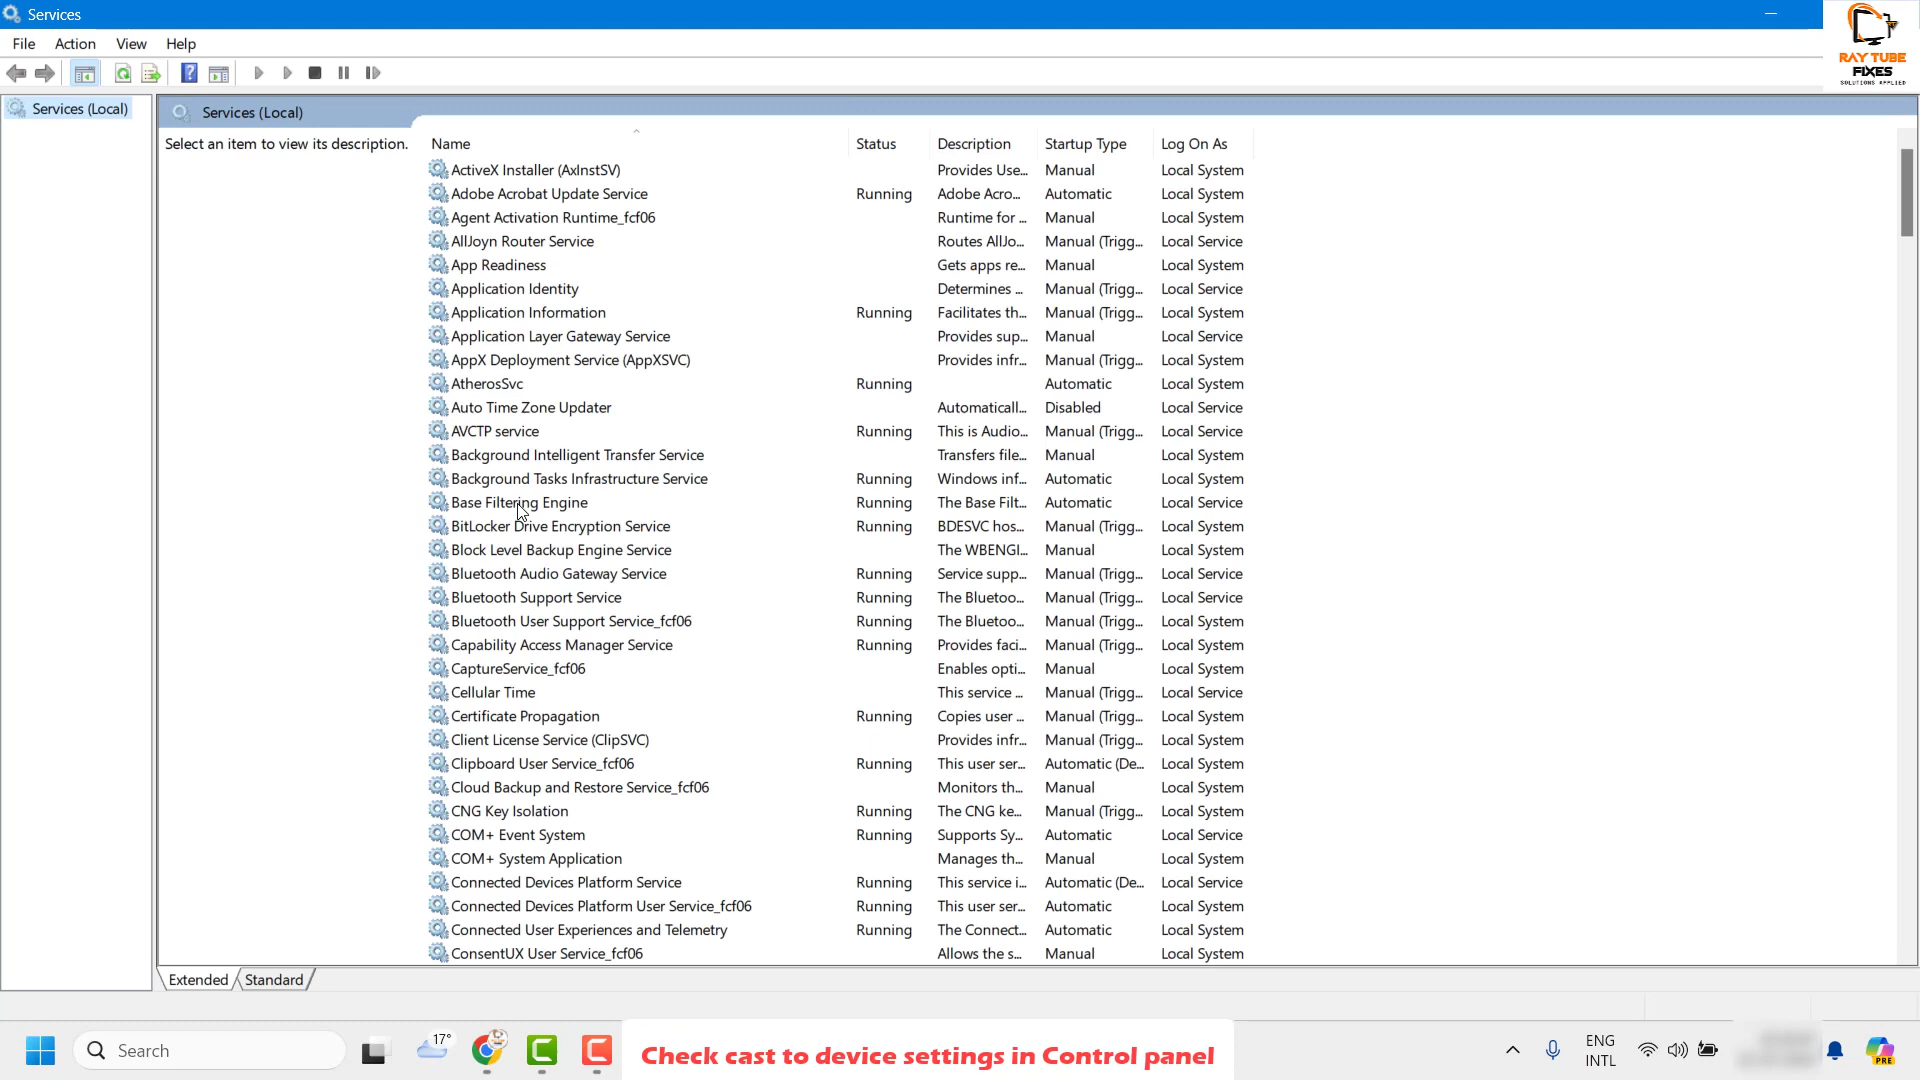 Services
File Action View Help
RAY TUBE
FIXES
SOLUTIONS APPLIED
Services (Local)
Services (Local)
Select an item to view its description.
Name Status Description Startup Type Log On As
ActiveX Installer (AxInstSV) Provides Use... Manual Local System
Adobe Acrobat Update Service Running Adobe Acro... Automatic Local System
Agent Activation Runtime_fcf06 Runtime for ... Manual Local System
AllJoyn Router Service Routes AllJo... Manual (Trigg... Local Service
App Readiness Gets apps re... Manual Local System
Application Identity Determines ... Manual (Trigg... Local Service
Application Information Running Facilitates th... Manual (Trigg... Local System
Application Layer Gateway Service Provides sup... Manual Local Service
AppX Deployment Service (AppXSVC) Provides infr... Manual (Trigg... Local System
AtherosSvc Running Automatic Local System
Auto Time Zone Updater Automaticall... Disabled Local Service
AVCTP service Running This is Audio... Manual (Trigg... Local Service
Background Intelligent Transfer Service Transfers file... Manual Local System
Background Tasks Infrastructure Service Running Windows inf... Automatic Local System
Base Filtering Engine Running The Base Filt... Automatic Local Service
BitLocker Drive Encryption Service Running BDESVC hos... Manual (Trigg... Local System
Block Level Backup Engine Service The WBENGI... Manual Local System
Bluetooth Audio Gateway Service Running Service supp... Manual (Trigg... Local Service
Bluetooth Support Service Running The Bluetoo... Manual (Trigg... Local Service
Bluetooth User Support Service_fcf06 Running The Bluetoo... Manual (Trigg... Local System
Capability Access Manager Service Running Provides faci... Manual (Trigg... Local System
CaptureService_fcf06 Enables opti... Manual Local System
Cellular Time This service ... Manual (Trigg... Local Service
Certificate Propagation Running Copies user ... Manual (Trigg... Local System
Client License Service (ClipSVC) Provides infr... Manual (Trigg... Local System
Clipboard User Service_fcf06 Running This user ser... Automatic (De... Local System
Cloud Backup and Restore Service_fcf06 Monitors th... Manual Local System
CNG Key Isolation Running The CNG ke... Manual (Trigg... Local System
COM+ Event System Running Supports Sy... Automatic Local Service
COM+ System Application Manages th... Manual Local System
Connected Devices Platform Service Running This service i... Automatic (De... Local Service
Connected Devices Platform User Service_fcf06 Running This user ser... Automatic Local System
Connected User Experiences and Telemetry Running The Connect... Automatic Local System
ConsentUX User Service_fcf06 Allows the s... Manual Local System
Extended Standard
Search
17°
Check cast to device settings in Control panel
ENG
INTL
PRE